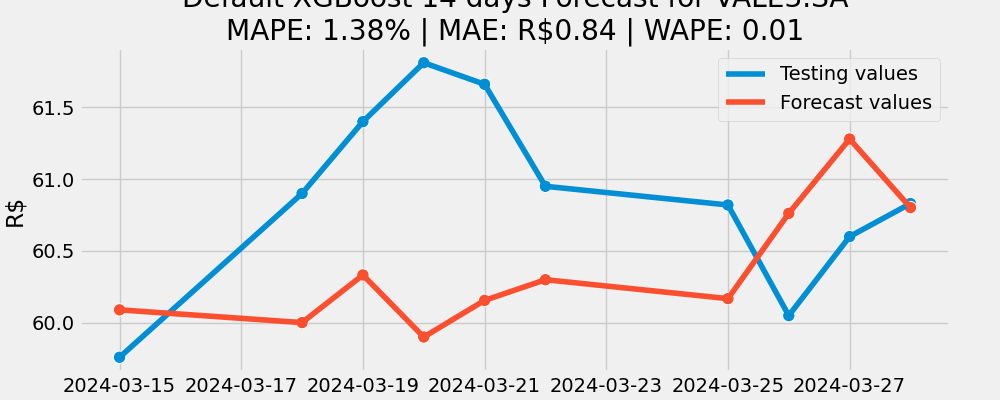 Default XGBoost 14 days Forecast for VALE3.SA
MAPE: 1.38% | MAE: R$0.84 | WAPE: 0.01
Testing values
Forecast values
61.5
61.0
60.5
60.0
R$
2024-03-15 2024-03-17 2024-03-19 2024-03-21 2024-03-23 2024-03-25 2024-03-27